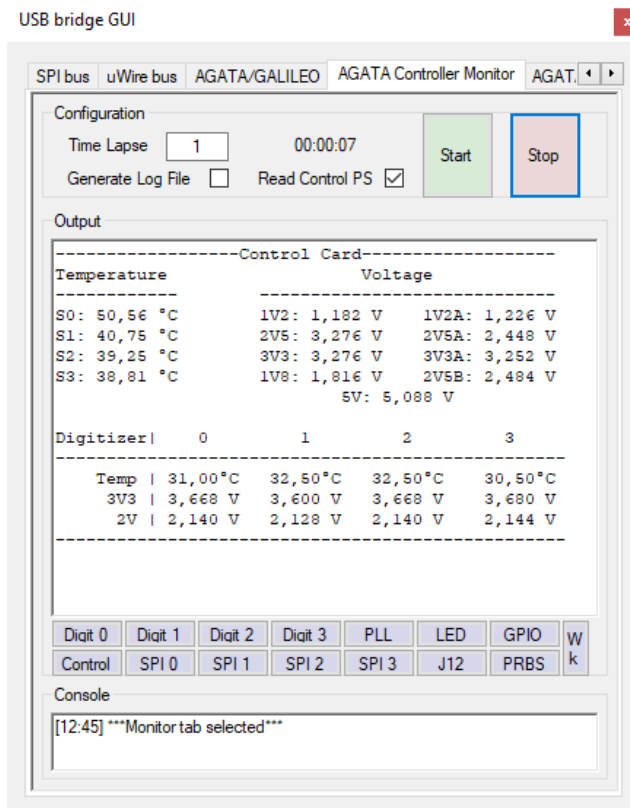 USB bridge GUI
x
SPI bus uWire bus AGATA/GALILEO AGATA Controller Monitor AGAT.
Configuration
Time Lapse 1 00:00:07
Generate Log File Read Control PS
Start
Stop
Output
-------------------Control Card--------------------
Temperature Voltage
------------ -----------------------------
S0: 50,56 °C 1V2: 1,182 V 1V2A: 1,226 V
S1: 40,75 °C 2V5: 3,276 V 2V5A: 2,448 V
S2: 39,25 °C 3V3: 3,276 V 3V3A: 3,252 V
S3: 38,81 °C 1V8: 1,816 V 2V5B: 2,484 V
5V: 5,088 V
Digitizer| 0 1 2 3
--------------------------------------------------
Temp | 31,00°C 32,50°C 32,50°C 30,50°C
3V3 | 3,668 V 3,600 V 3,668 V 3,680 V
2V | 2,140 V 2,128 V 2,140 V 2,144 V
--------------------------------------------------
Digit 0 Digit 1 Digit 2 Digit 3 PLL LED GPIO
Control SPI 0 SPI 1 SPI 2 SPI 3 J12 PRBS
W
k
Console
[12:45] ***Monitor tab selected***